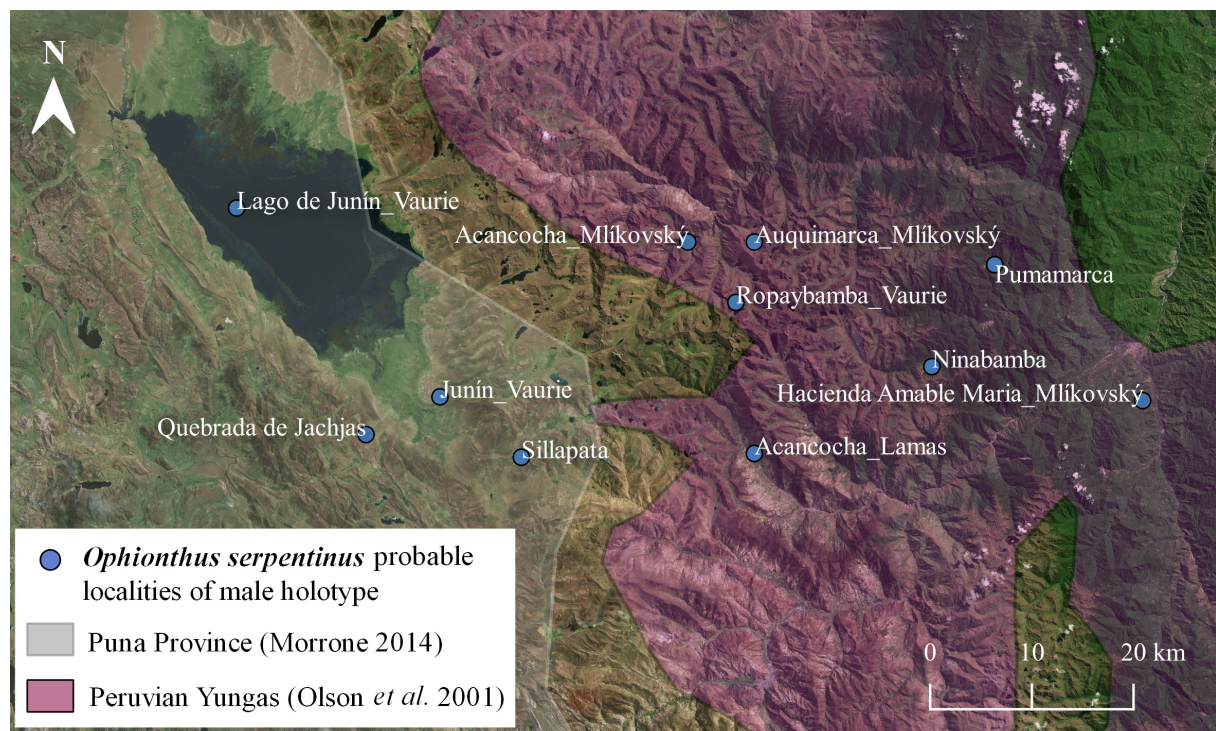 N
Lago de Junín_Vaurie
Acancocha_Mlíkovský
Auquimarca_Mlíkovský
Pumamarca
Ropaybamba_Vaurie
Ninabamba
Junín_Vaurie
Hacienda Amable Maria_Mlíkovský
Quebrada de Jachjas
Sillapata
Acancocha_Lamas
Ophionthus serpentinus probable
localities of male holotype
Puna Province (Morrone 2014)
Peruvian Yungas (Olson et al. 2001)
0 10 20 km